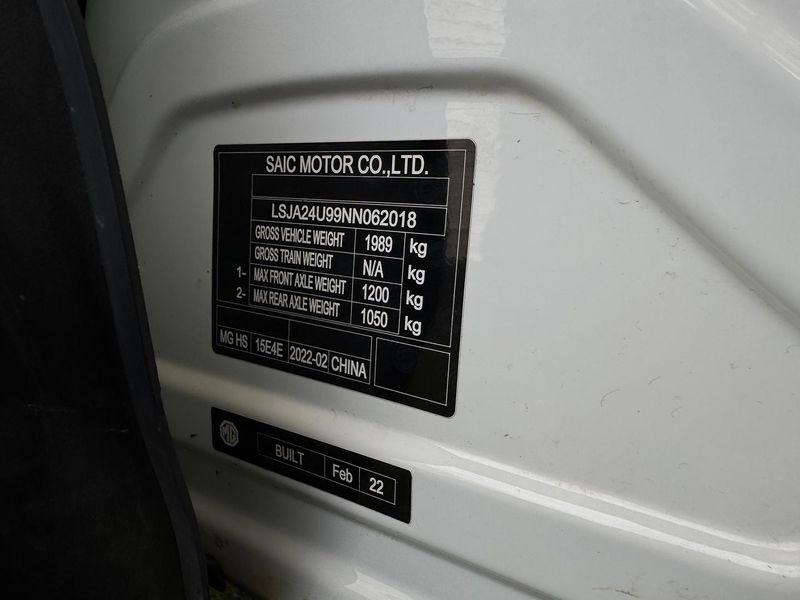 SAIC MOTOR CO.,LTD.
LSJA24U99NN062018
GROSS VEHICLE WEIGHT 1989 kg
GROSS TRAIN WEIGHT N/A kg
1- MAX FRONT AXLE WEIGHT 1200 kg
2- MAX REAR AXLE WEIGHT 1050 kg
MG HS 15E4E 2022-02 CHINA
MG BUILT Feb 22